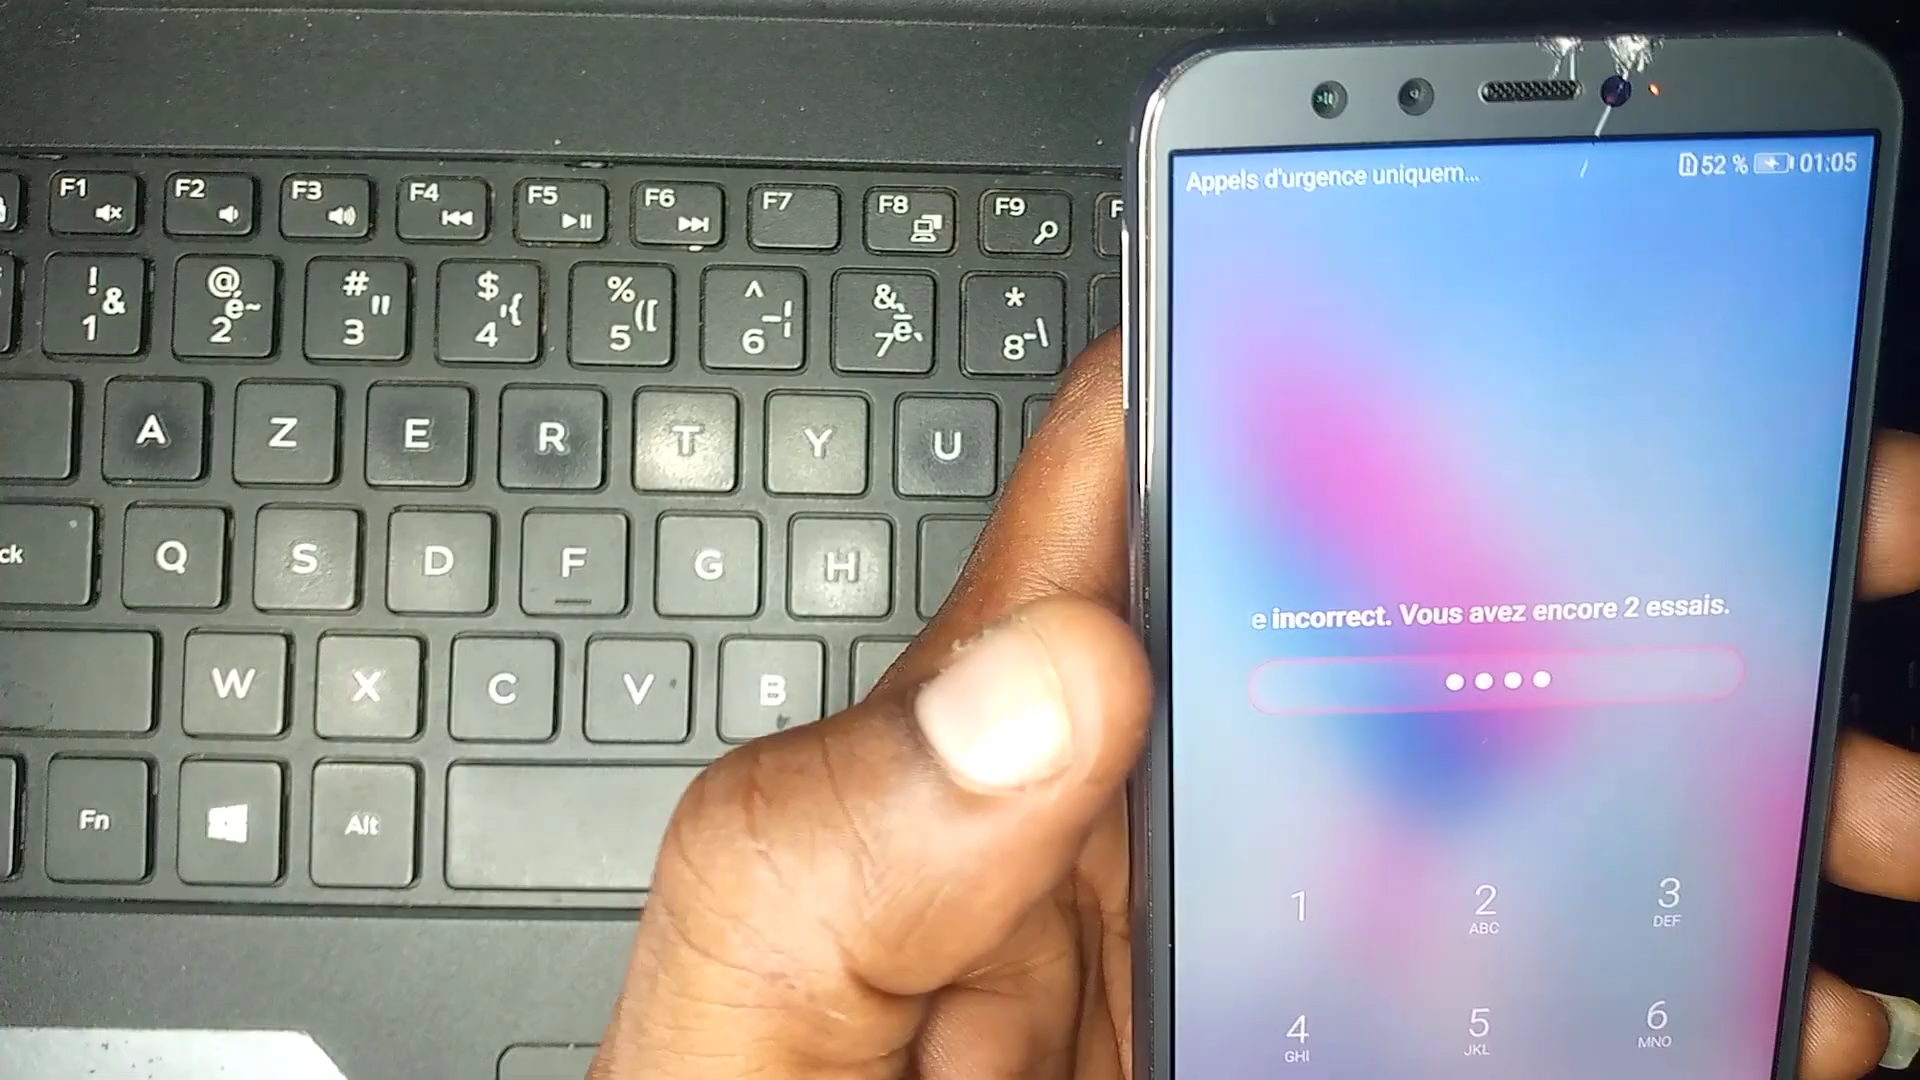 F1
F2
F3
F4
F5
F6
F7
F8
F9
F
! & 1
@ é~ 2
# " 3
$ '{ 4
% ([ 5
^ -¦ 6
& è` 7
* -\ 8
A
Z
E
R
T
Y
U
ck
Q
S
D
F
G
H
W
X
C
V
B
Fn
Alt
Appels d'urgence uniquem...
52 %
01:05
e incorrect. Vous avez encore 2 essais.
1
2
ABC
3
DEF
4
GHI
5
JKL
6
MNO